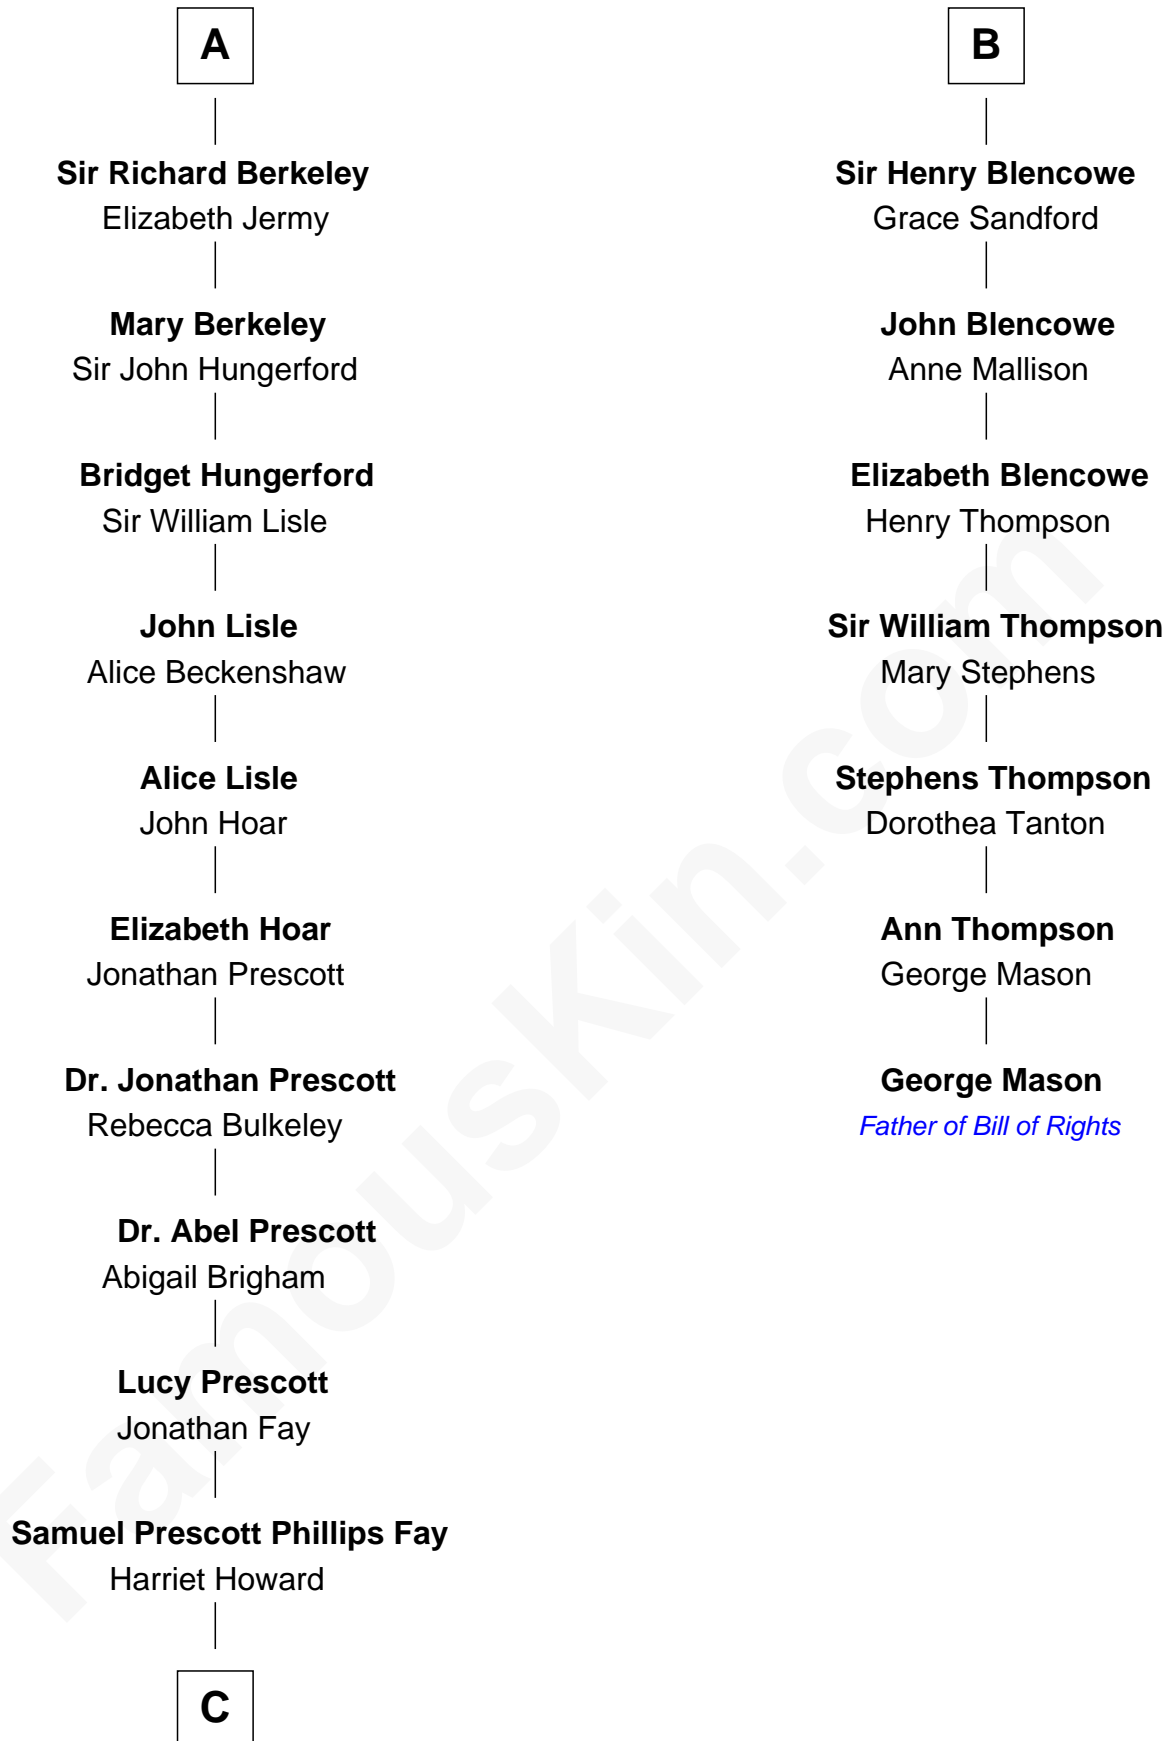 A
Sir Richard Berkeley
Elizabeth Jermy
Mary Berkeley
Sir John Hungerford
Bridget Hungerford
Sir William Lisle
John Lisle
Alice Beckenshaw
Alice Lisle
John Hoar
Elizabeth Hoar
Jonathan Prescott
Dr. Jonathan Prescott
Rebecca Bulkeley
Dr. Abel Prescott
Abigail Brigham
Lucy Prescott
Jonathan Fay
Samuel Prescott Phillips Fay
Harriet Howard
C
B
Sir Henry Blencowe
Grace Sandford
John Blencowe
Anne Mallison
Elizabeth Blencowe
Henry Thompson
Sir William Thompson
Mary Stephens
Stephens Thompson
Dorothea Tanton
Ann Thompson
George Mason
George Mason
Father of Bill of Rights
FamousKin.com